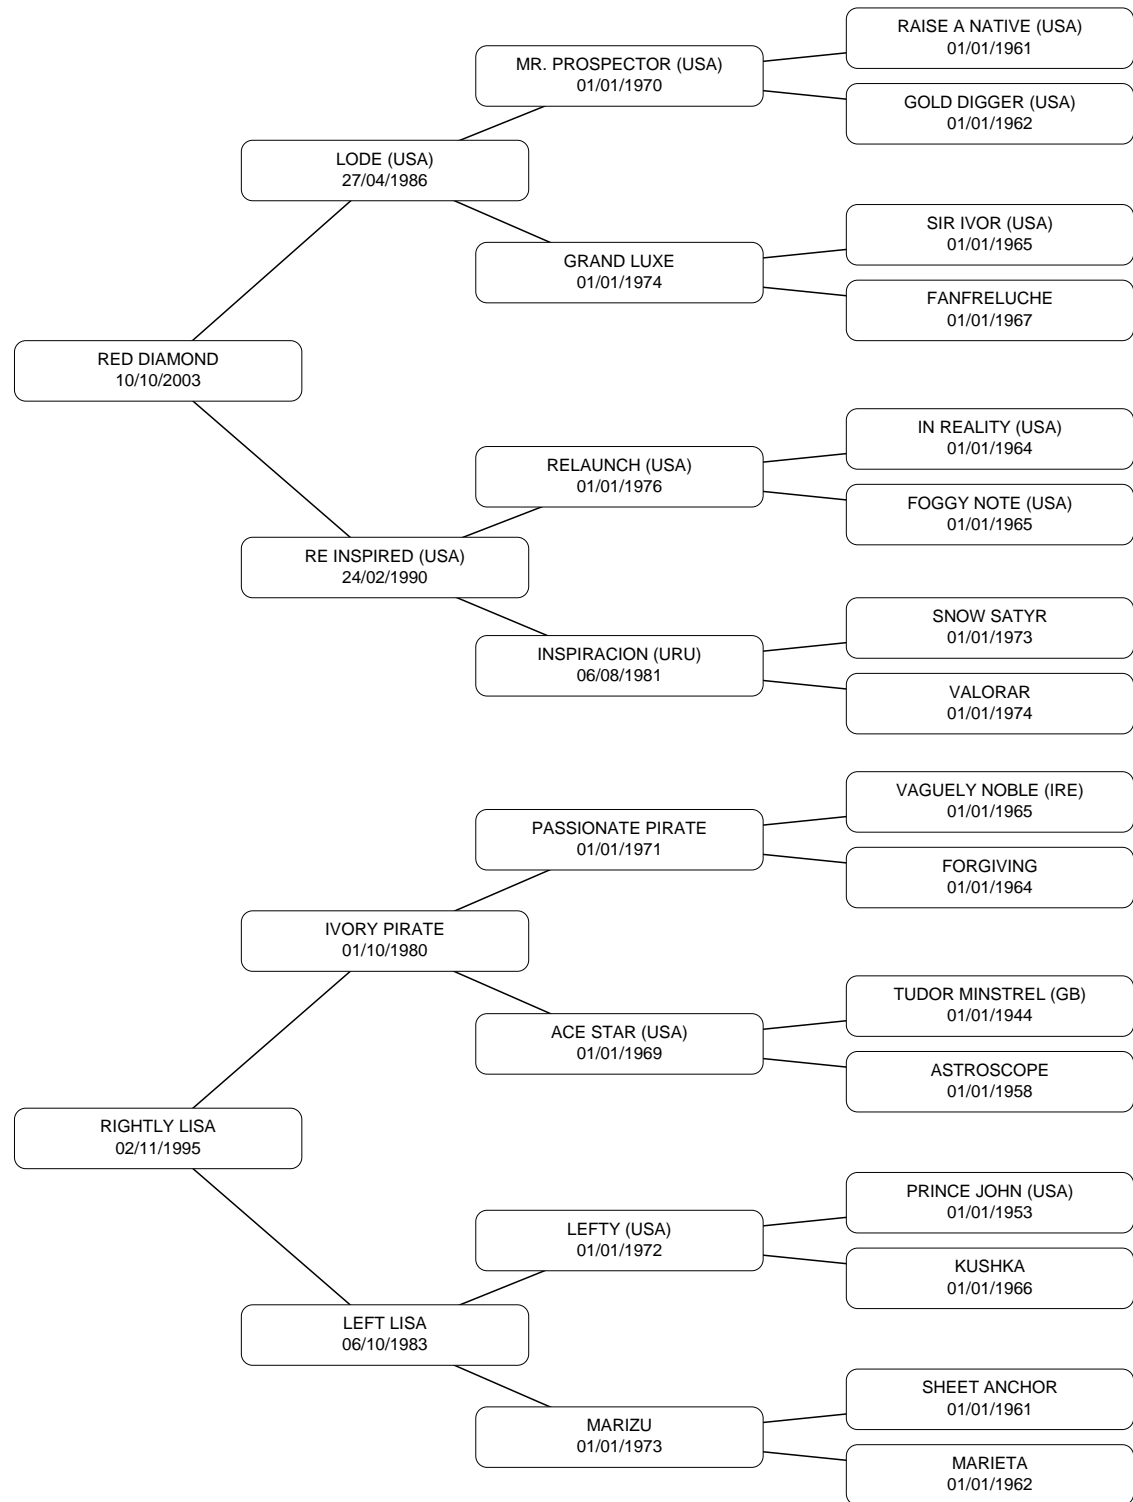 RAISE A NATIVE (USA)
01/01/1961
MR. PROSPECTOR (USA)
01/01/1970
GOLD DIGGER (USA)
01/01/1962
LODE (USA)
27/04/1986
SIR IVOR (USA)
01/01/1965
GRAND LUXE
01/01/1974
FANFRELUCHE
01/01/1967
RED DIAMOND
10/10/2003
IN REALITY (USA)
01/01/1964
RELAUNCH (USA)
01/01/1976
FOGGY NOTE (USA)
01/01/1965
RE INSPIRED (USA)
24/02/1990
SNOW SATYR
01/01/1973
INSPIRACION (URU)
06/08/1981
VALORAR
01/01/1974
VAGUELY NOBLE (IRE)
01/01/1965
PASSIONATE PIRATE
01/01/1971
FORGIVING
01/01/1964
IVORY PIRATE
01/10/1980
TUDOR MINSTREL (GB)
01/01/1944
ACE STAR (USA)
01/01/1969
ASTROSCOPE
01/01/1958
RIGHTLY LISA
02/11/1995
PRINCE JOHN (USA)
01/01/1953
LEFTY (USA)
01/01/1972
KUSHKA
01/01/1966
LEFT LISA
06/10/1983
SHEET ANCHOR
01/01/1961
MARIZU
01/01/1973
MARIETA
01/01/1962